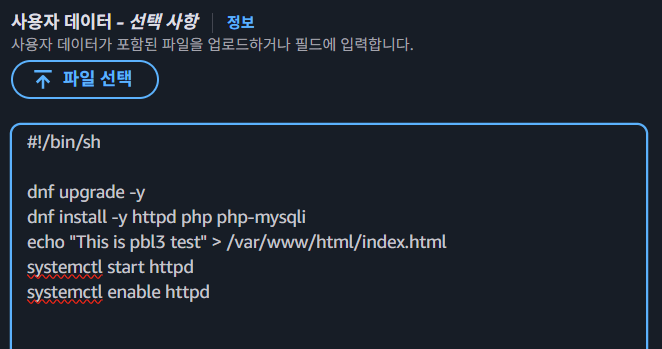 사용자 데이터 - 선택 사항 | 정보
사용자 데이터가 포함된 파일을 업로드하거나 필드에 입력합니다.
파일 선택
#!/bin/sh
dnf upgrade -y
dnf install -y httpd php php-mysqli
echo "This is pbl3 test" > /var/www/html/index.html
systemctl start httpd
systemctl enable httpd